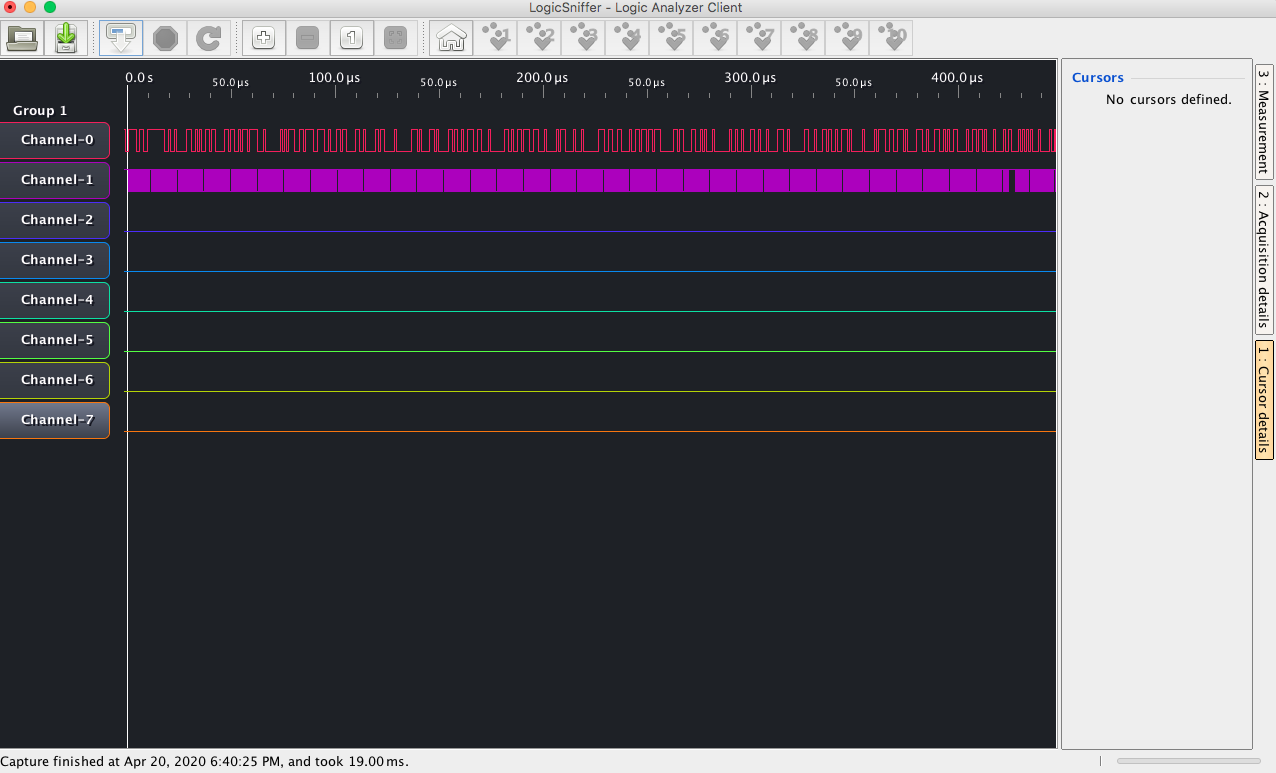 LogicSniffer - Logic Analyzer Client
1
1 2 3 4 5 6 7 8 9 10
0.0 s 50.0 µs 100.0 µs 50.0 µs 200.0 µs 50.0 µs 300.0 µs 50.0 µs 400.0 µs
Group 1
Channel-0
Channel-1
Channel-2
Channel-3
Channel-4
Channel-5
Channel-6
Channel-7
Cursors
No cursors defined.
3 : Measurement
2 : Acquisition details
1 : Cursor details
Capture finished at Apr 20, 2020 6:40:25 PM, and took 19.00 ms.